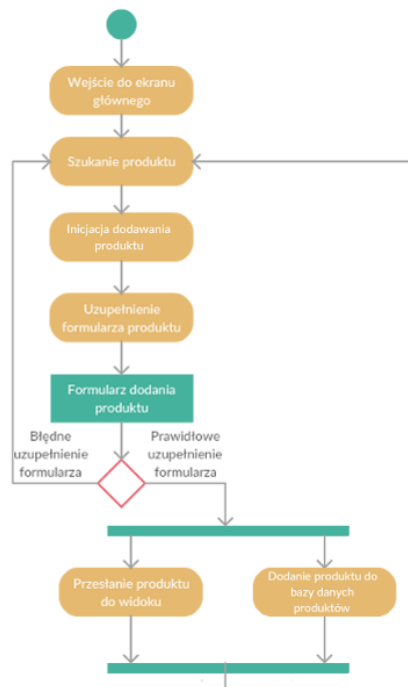 Wejście do ekranu
głównego
Szukanie produktu
Inicjacja dodawania
produktu
Uzupełnienie
formularza produktu
Formularz dodania
produktu
Błędne
uzupełnienie
formularza
Prawidłowe
uzupełnienie
formularza
Przesłanie produktu
do widoku
Dodanie produktu do
bazy danych
produktów